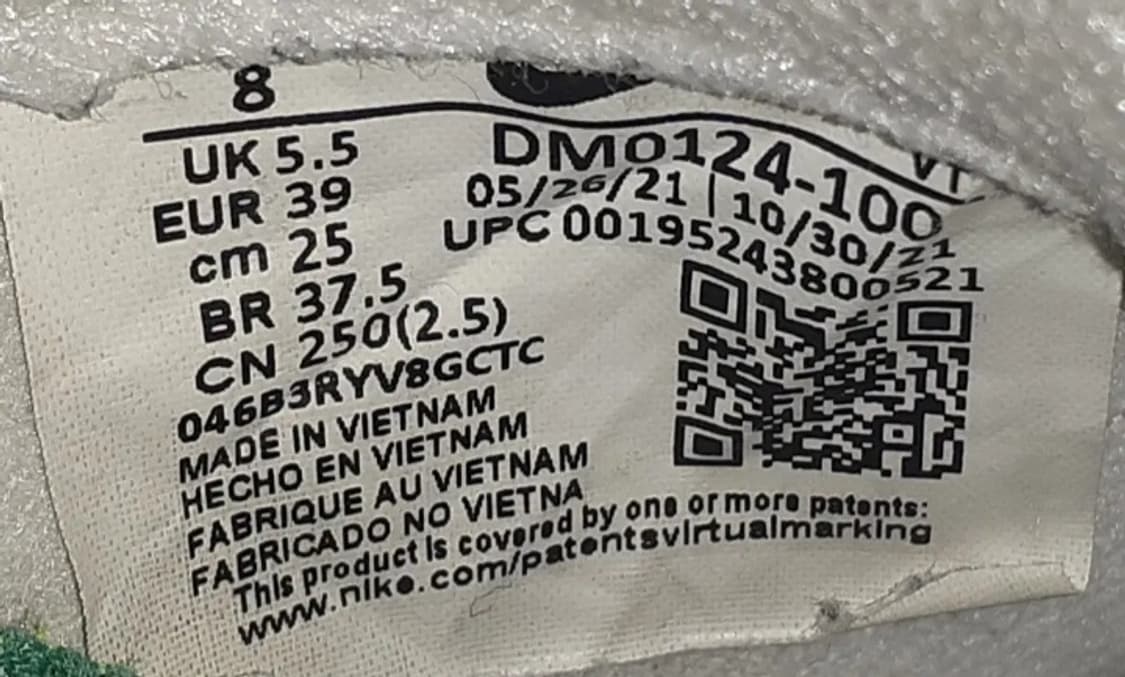 8
UK 5.5
EUR 39
cm 25
BR 37.5
CN 250(2.5)
046B3RYV8GCTC
MADE IN VIETNAM
HECHO EN VIETNAM
FABRIQUE AU VIETNAM
FABRICADO NO VIETNA
This product is covered by one or more patents:
www.nike.com/patentsvirtualmarking
VT
DM0124-100
05/26/21 | 10/30/21
UPC 00195243800521